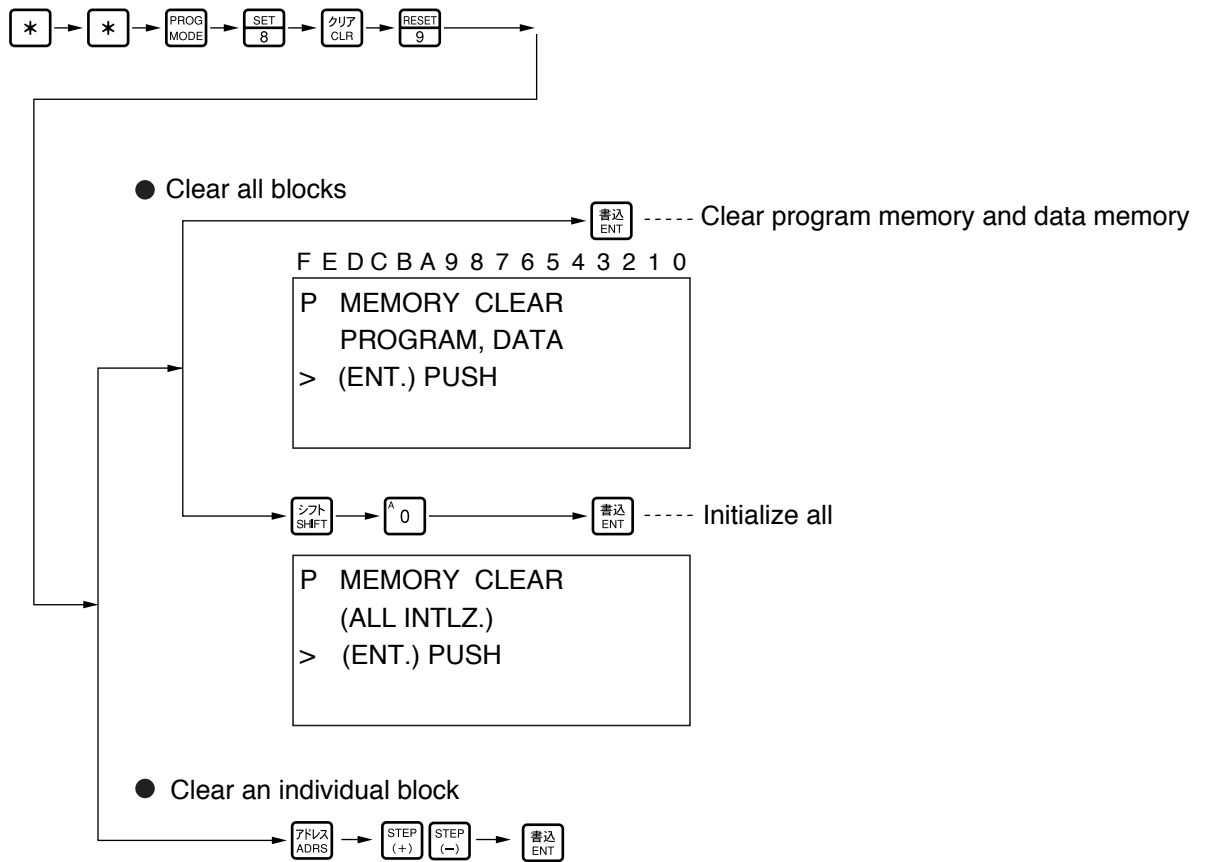 * * PROG MODE SET 8 クリア CLR RESET 9
● Clear all blocks
書込 ENT ----- Clear program memory and data memory
F E D C B A 9 8 7 6 5 4 3 2 1 0
P MEMORY CLEAR
PROGRAM, DATA
> (ENT.) PUSH
シフト SHIFT A 0 書込 ENT ----- Initialize all
P MEMORY CLEAR
(ALL INTLZ.)
> (ENT.) PUSH
● Clear an individual block
アドレス ADRS STEP (+) STEP (−) 書込 ENT